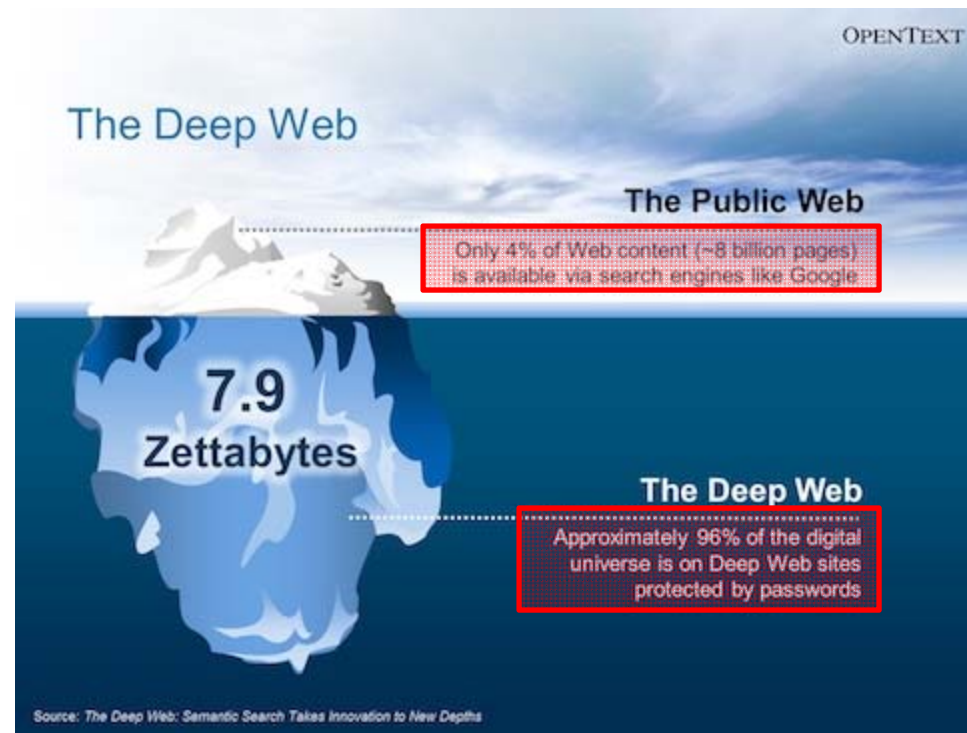 OPENTEXT
The Deep Web
The Public Web
Only 4% of Web content (~8 billion pages)
is available via search engines like Google
7.9
Zettabytes
The Deep Web
Approximately 96% of the digital
universe is on Deep Web sites
protected by passwords
Source: The Deep Web: Semantic Search Takes Innovation to New Depths